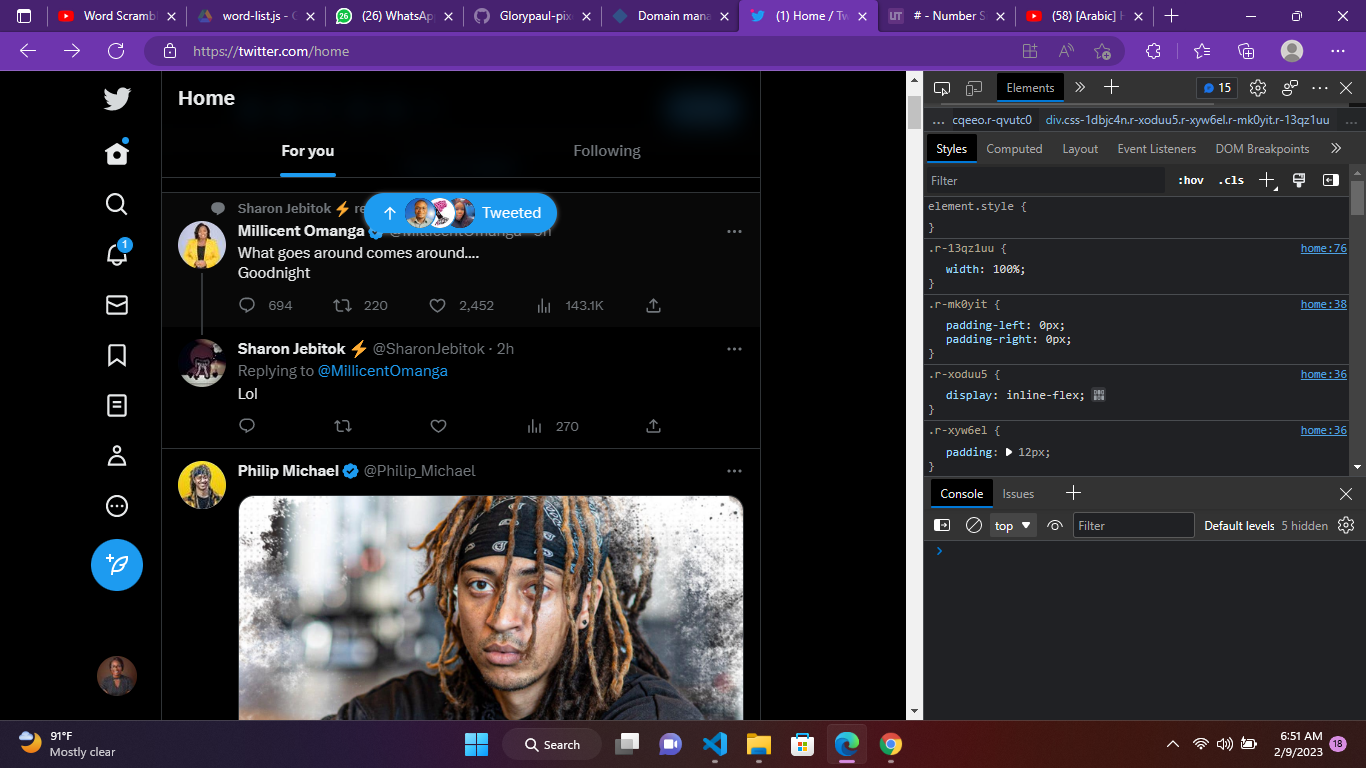 Word Scramb
word-list.js - G
(26) WhatsAp
Glorypaul-pix
Domain mana
(1) Home / Tw
# - Number S
(58) [Arabic] H
https://twitter.com/home
Home
For you
Following
Tweeted
Sharon Jebitok ⚡ re
Millicent Omanga
What goes around comes around....
Goodnight
694 220 2,452 143.1K
Sharon Jebitok ⚡ @SharonJebitok · 2h
Replying to @MillicentOmanga
Lol
270
Philip Michael @Philip_Michael
1
Elements
15
... cqeeo.r-qvutc0 div.css-1dbjc4n.r-xoduu5.r-xyw6el.r-mk0yit.r-13qz1uu ...
Styles Computed Layout Event Listeners DOM Breakpoints
Filter :hov .cls
element.style {
}
.r-13qz1uu { home:76
width: 100%;
}
.r-mk0yit { home:38
padding-left: 0px;
padding-right: 0px;
}
.r-xoduu5 { home:36
display: inline-flex;
}
.r-xyw6el { home:36
padding: 12px;
}
Console Issues
top Filter Default levels 5 hidden
91°F
Mostly clear
Search
6:51 AM
2/9/2023
18